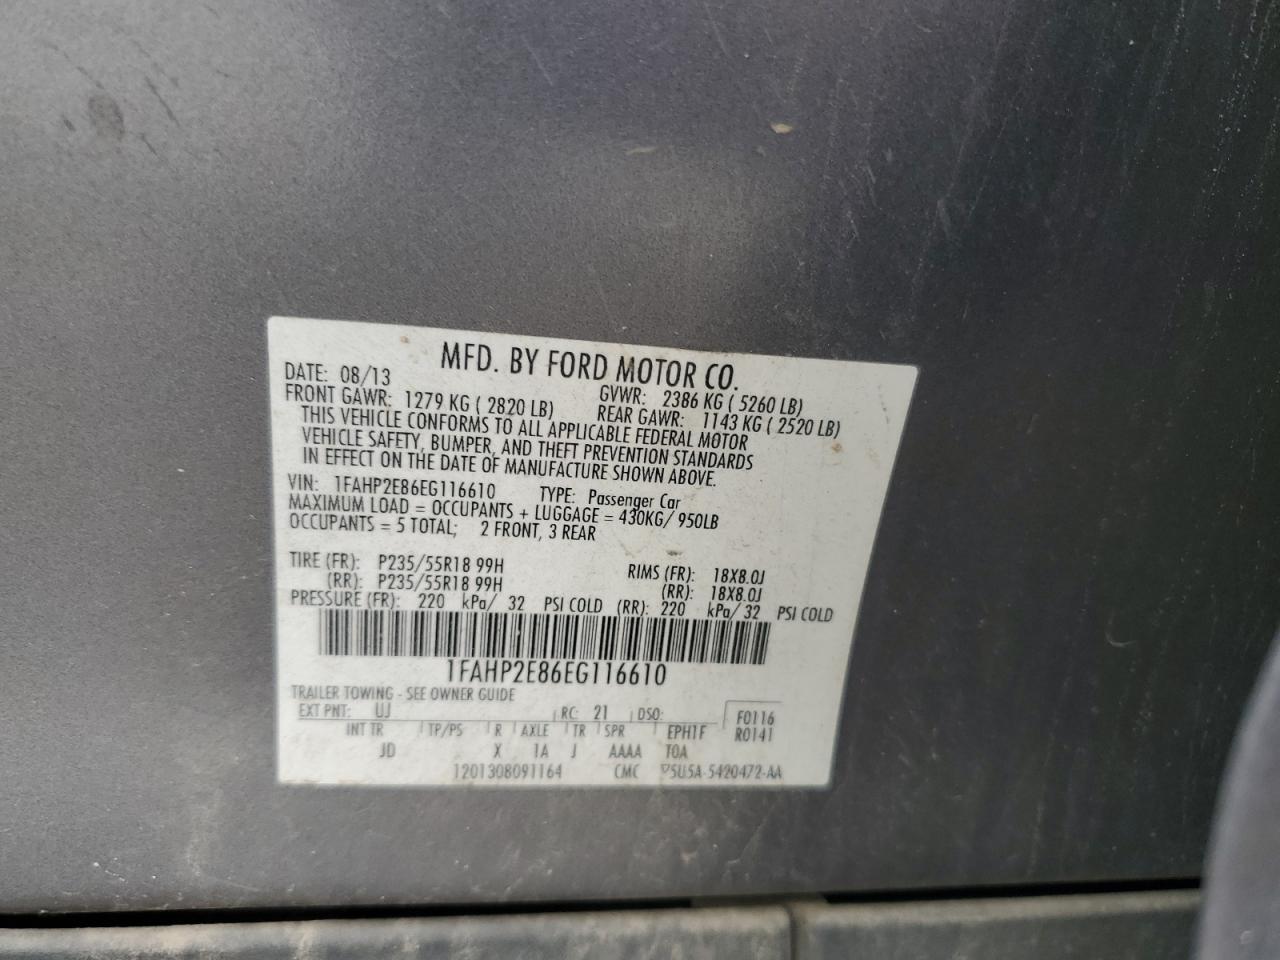 MFD. BY FORD MOTOR CO.
DATE: 08/13 GVWR: 2386 KG ( 5260 LB)
FRONT GAWR: 1279 KG ( 2820 LB) REAR GAWR: 1143 KG ( 2520 LB)
THIS VEHICLE CONFORMS TO ALL APPLICABLE FEDERAL MOTOR
VEHICLE SAFETY, BUMPER, AND THEFT PREVENTION STANDARDS
IN EFFECT ON THE DATE OF MANUFACTURE SHOWN ABOVE.
VIN: 1FAHP2E86EG116610 TYPE: Passenger Car
MAXIMUM LOAD = OCCUPANTS + LUGGAGE = 430KG/ 950LB
OCCUPANTS = 5 TOTAL; 2 FRONT, 3 REAR
TIRE (FR): P235/55R18 99H RIMS (FR): 18X8.0J
(RR): P235/55R18 99H (RR): 18X8.0J
PRESSURE (FR): 220 kPa/ 32 PSI COLD (RR): 220 kPa/ 32 PSI COLD
1FAHP2E86EG116610
TRAILER TOWING - SEE OWNER GUIDE
EXT PNT: UJ RC: 21 DSO: F0116
INT TR TP/PS R AXLE TR SPR EPH1F R0141
JD X 1A J AAAA TOA
1201308091164 CMC 5U5A-5420472-AA